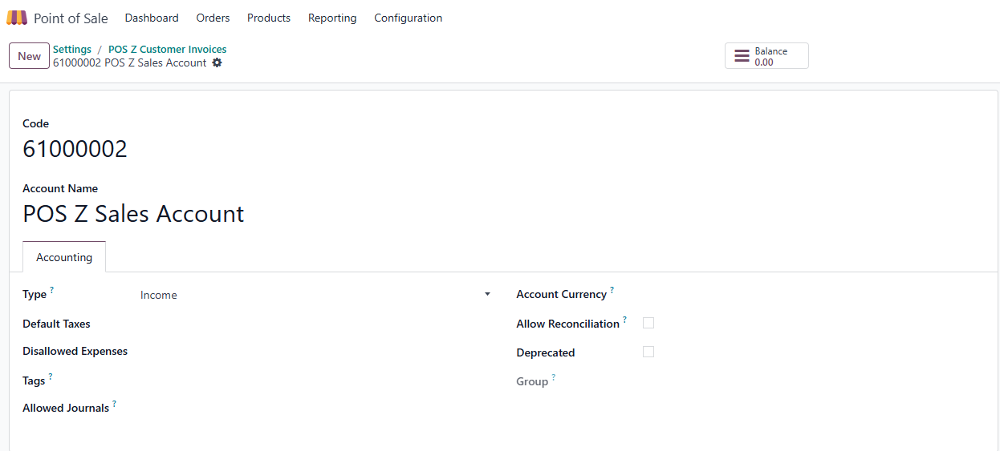 Point of Sale Dashboard Orders Products Reporting Configuration
New Settings / POS Z Customer Invoices
61000002 POS Z Sales Account
Balance
0.00
Code
61000002
Account Name
POS Z Sales Account
Accounting
Type ? Income Account Currency ?
Default Taxes Allow Reconciliation ?
Disallowed Expenses Deprecated
Tags ? Group ?
Allowed Journals ?